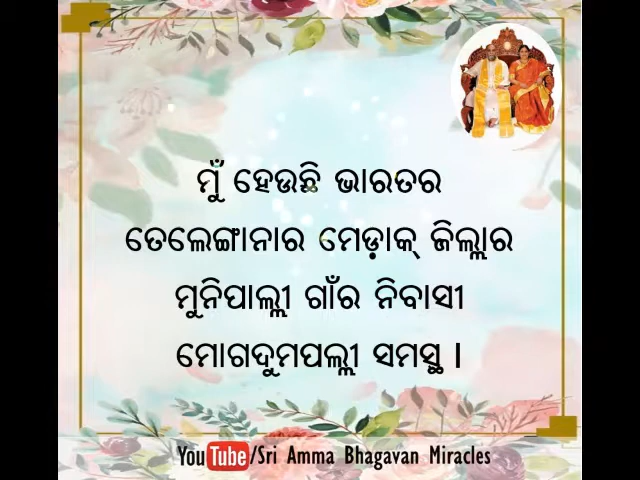 ମୁଁ ହେଉଛି ଭାରତର
ତେଲେଙ୍ଗାନାର ମେଡ଼ାକ୍ ଜିଲ୍ଲାର
ମୁନିପାଲ୍ଲୀ ଗାଁର ନିବାସୀ
ମୋଗଦୁମପଲ୍ଲୀ ସମସ୍ଥ ।
YouTube/Sri Amma Bhagavan Miracles